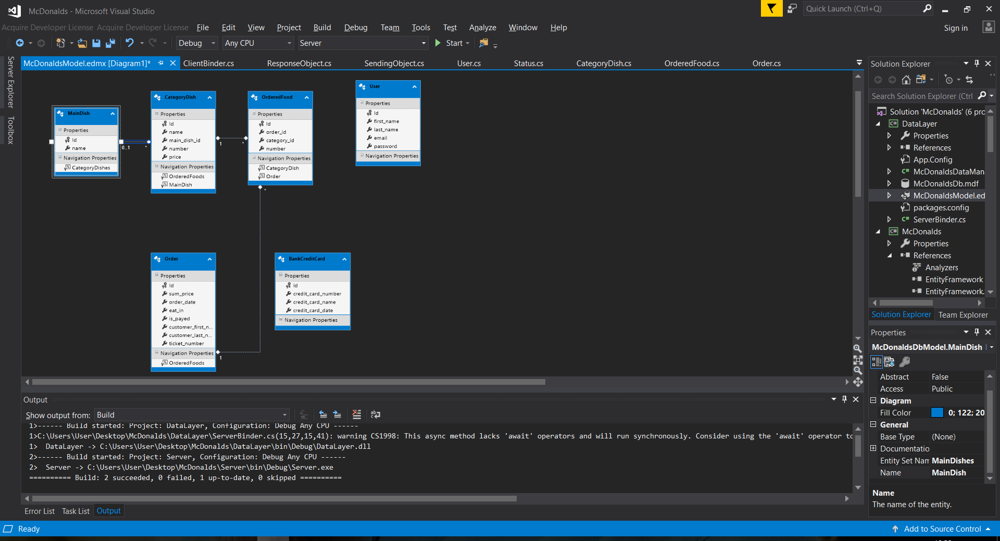 McDonalds - Microsoft Visual Studio
Quick Launch (Ctrl+Q)
Acquire Developer License Acquire Developer License File Edit View Project Build Debug Team Tools Test Analyze Window Help
Sign in
Debug Any CPU Server Start
Server Explorer
Toolbox
McDonaldsModel.edmx [Diagram1]* ClientBinder.cs ResponseObject.cs SendingObject.cs User.cs Status.cs CategoryDish.cs OrderedFood.cs Order.cs
MainDish
Properties
Id
name
Navigation Properties
CategoryDishes
0..1
*
CategoryDish
Properties
Id
name
main_dish_id
number
price
Navigation Properties
OrderedFoods
MainDish
1
*
OrderedFood
Properties
Id
order_id
category_id
number
Navigation Properties
CategoryDish
Order
*
User
Properties
Id
first_name
last_name
email
password
Navigation Properties
Order
Properties
Id
sum_price
order_date
eat_in
is_payed
customer_first_n...
customer_last_n...
ticket_number
Navigation Properties
OrderedFoods
1
BankCreditCard
Properties
Id
credit_card_number
credit_card_name
credit_card_date
Navigation Properties
Output
Show output from: Build
1>------ Build started: Project: DataLayer, Configuration: Debug Any CPU ------
1>C:\Users\User\Desktop\McDonalds\DataLayer\ServerBinder.cs(15,27,15,41): warning CS1998: This async method lacks 'await' operators and will run synchronously. Consider using the 'await' operator to
1>  DataLayer -> C:\Users\User\Desktop\McDonalds\DataLayer\bin\Debug\DataLayer.dll
2>------ Build started: Project: Server, Configuration: Debug Any CPU ------
2>  Server -> C:\Users\User\Desktop\McDonalds\Server\bin\Debug\Server.exe
========== Build: 2 succeeded, 0 failed, 1 up-to-date, 0 skipped ==========
Error List Task List Output
Solution Explorer
Search Solution Explorer (Ctrl
Solution 'McDonalds' (6 pro
C# DataLayer
Properties
References
App.Config
C# McDonaldsDataMan
McDonaldsDb.mdf
McDonaldsModel.ed
packages.config
C# ServerBinder.cs
C# McDonalds
Properties
References
Analyzers
EntityFramework
EntityFramework.
Solution Explorer Team Explorer
Properties
McDonaldsDbModel.MainDish
Abstract False
Access Public
Diagram
Fill Color 0; 122; 20
General
Base Type (None)
Documentatio
Entity Set Nam MainDishes
Name MainDish
Name
The name of the entity.
Ready
Add to Source Control